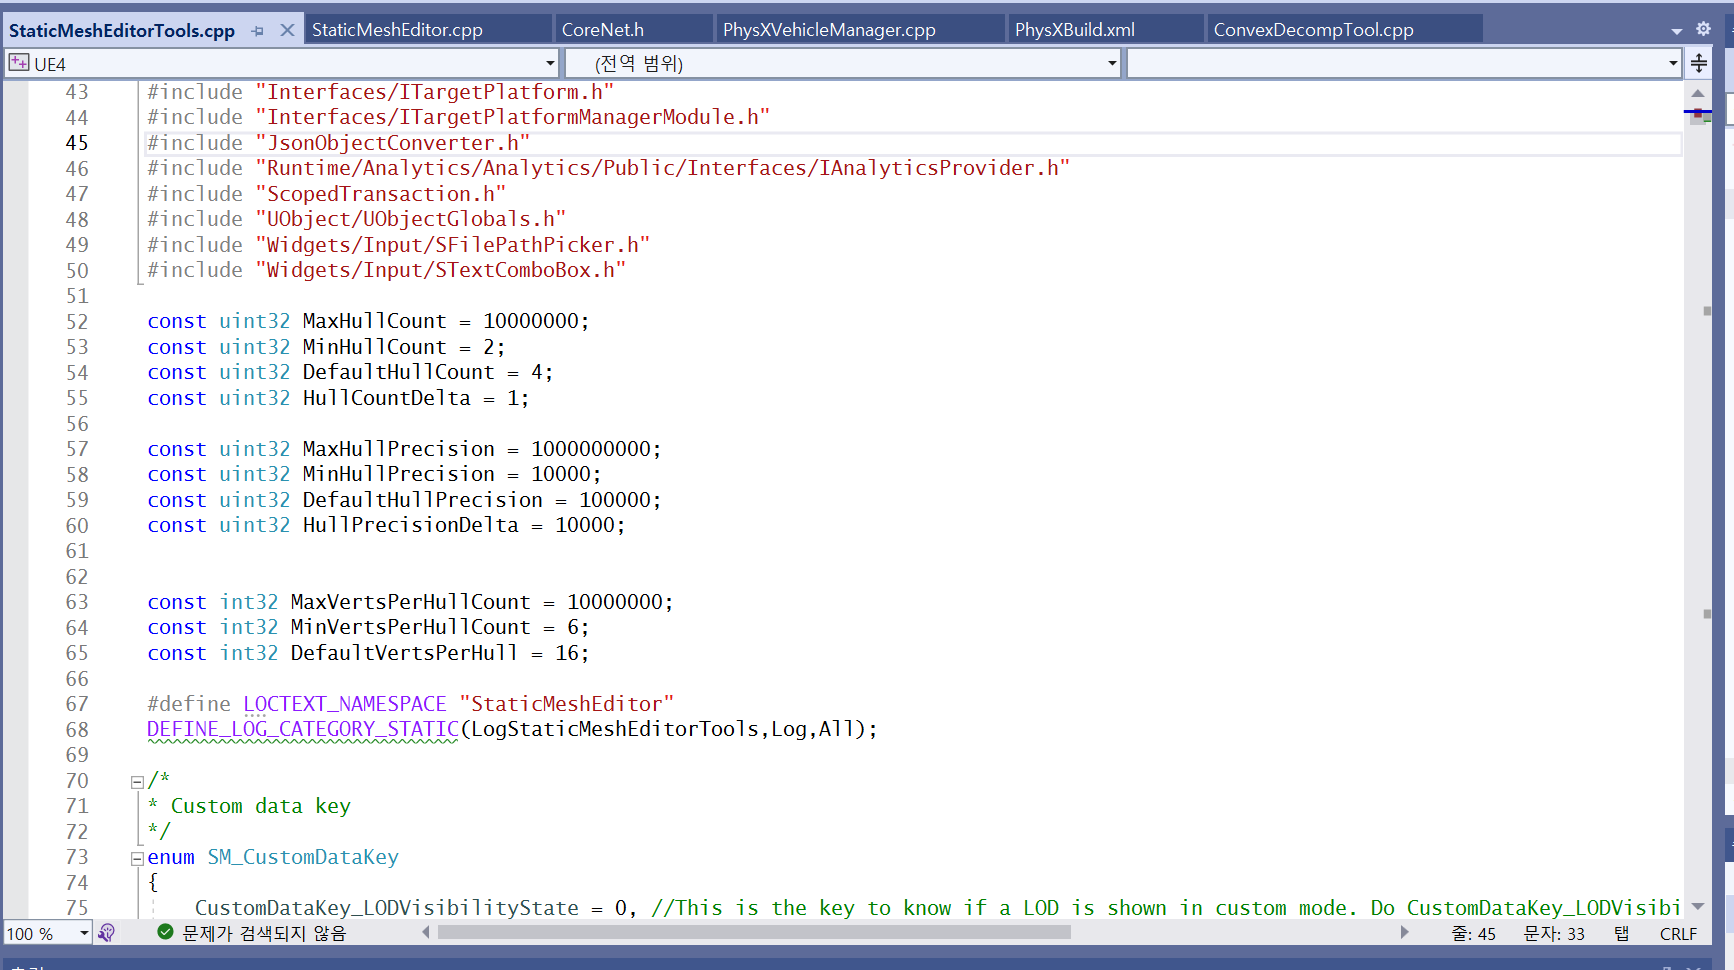 StaticMeshEditorTools.cpp StaticMeshEditor.cpp CoreNet.h PhysXVehicleManager.cpp PhysXBuild.xml ConvexDecompTool.cpp
UE4 (전역 범위)
43 #include "Interfaces/ITargetPlatform.h"
44 #include "Interfaces/ITargetPlatformManagerModule.h"
45 #include "JsonObjectConverter.h"
46 #include "Runtime/Analytics/Analytics/Public/Interfaces/IAnalyticsProvider.h"
47 #include "ScopedTransaction.h"
48 #include "UObject/UObjectGlobals.h"
49 #include "Widgets/Input/SFilePathPicker.h"
50 #include "Widgets/Input/STextComboBox.h"
51
52 const uint32 MaxHullCount = 10000000;
53 const uint32 MinHullCount = 2;
54 const uint32 DefaultHullCount = 4;
55 const uint32 HullCountDelta = 1;
56
57 const uint32 MaxHullPrecision = 1000000000;
58 const uint32 MinHullPrecision = 10000;
59 const uint32 DefaultHullPrecision = 100000;
60 const uint32 HullPrecisionDelta = 10000;
61
62
63 const int32 MaxVertsPerHullCount = 10000000;
64 const int32 MinVertsPerHullCount = 6;
65 const int32 DefaultVertsPerHull = 16;
66
67 #define LOCTEXT_NAMESPACE "StaticMeshEditor"
68 DEFINE_LOG_CATEGORY_STATIC(LogStaticMeshEditorTools,Log,All);
69
70 /*
71 * Custom data key
72 */
73 enum SM_CustomDataKey
74 {
75 CustomDataKey_LODVisibilityState = 0, //This is the key to know if a LOD is shown in custom mode. Do CustomDataKey_LODVisibi
100 % 문제가 검색되지 않음 줄: 45 문자: 33 탭 CRLF